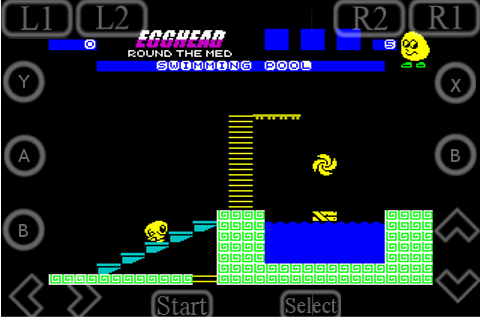 L1 L2 R2 R1
0 EGGHEAD 5
ROUND THE MED
SWIMMING POOL
Y X
A B
B
Start Select